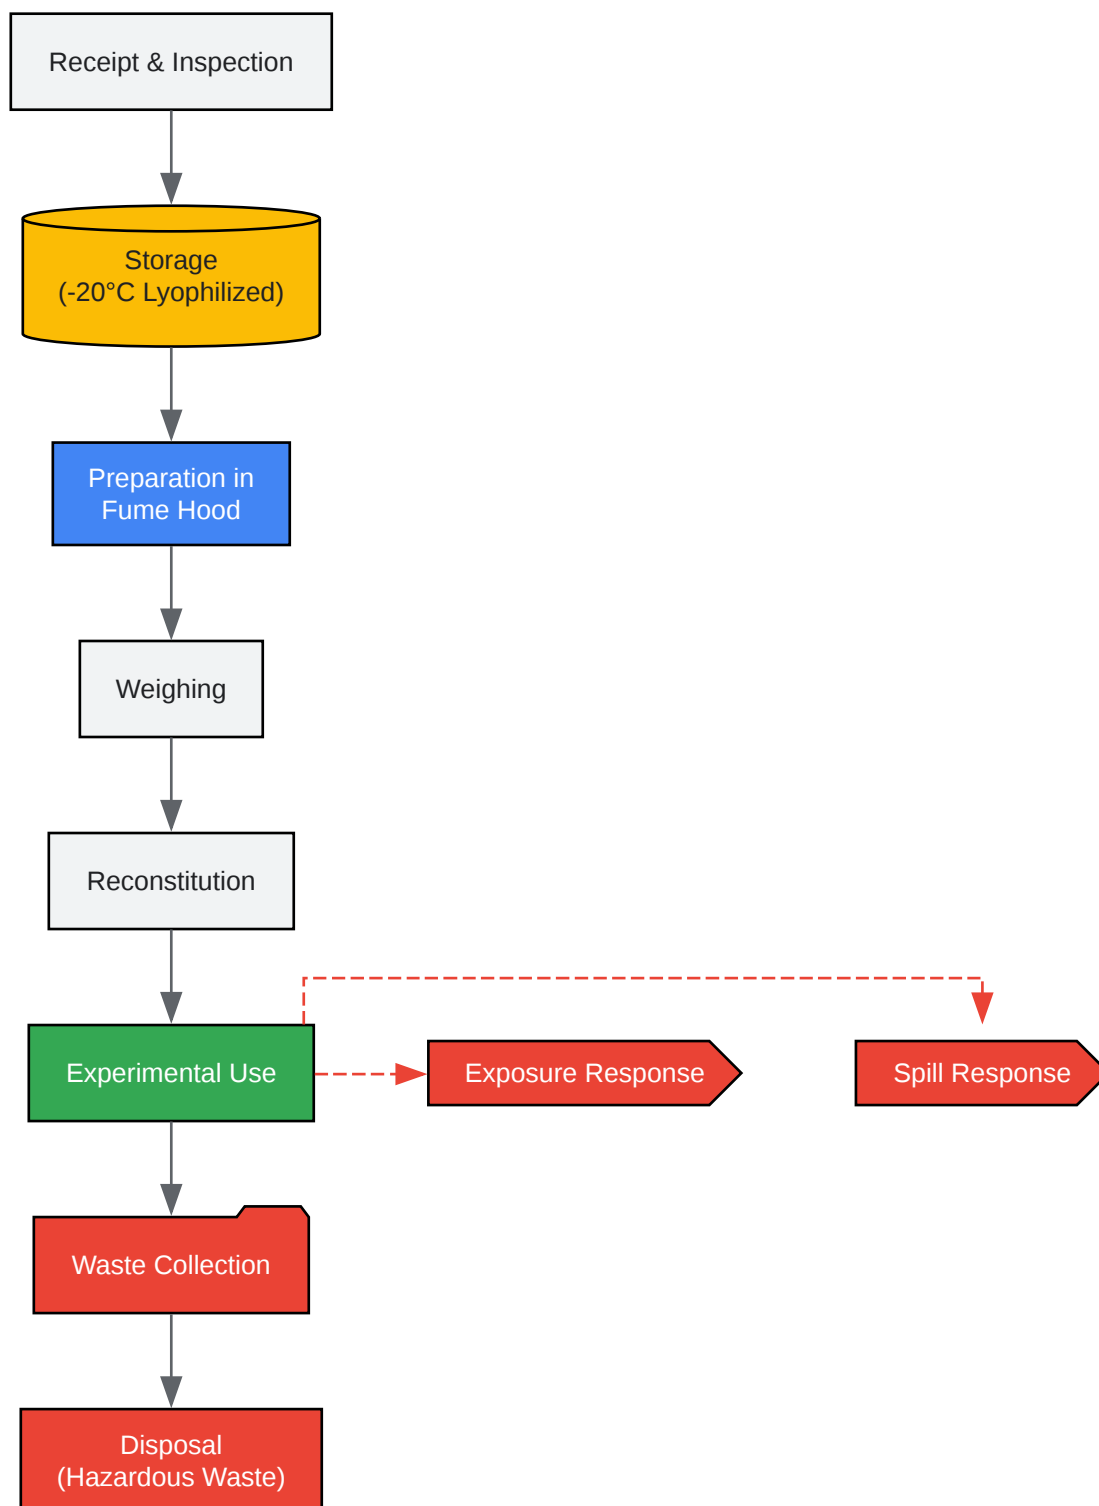 Receipt & Inspection
Storage
(-20°C Lyophilized)
Preparation in
Fume Hood
Weighing
Reconstitution
Experimental Use
Exposure Response
Spill Response
Waste Collection
Disposal
(Hazardous Waste)